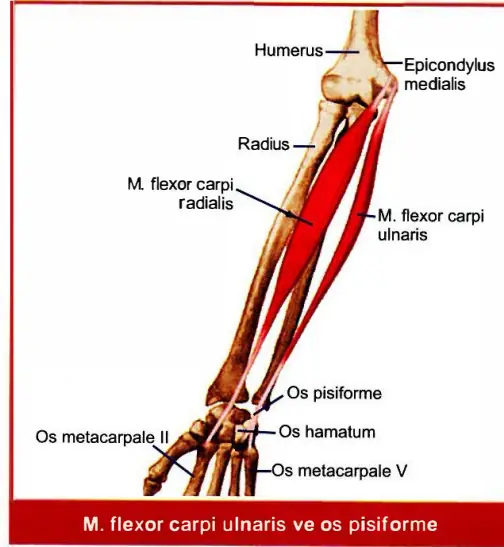 Humerus
Epicondylus
medialis
Radius
M. flexor carpi
radialis
M. flexor carpi
ulnaris
Os pisiforme
Os metacarpale II
Os hamatum
Os metacarpale V
M. flexor carpi ulnaris ve os pisiforme